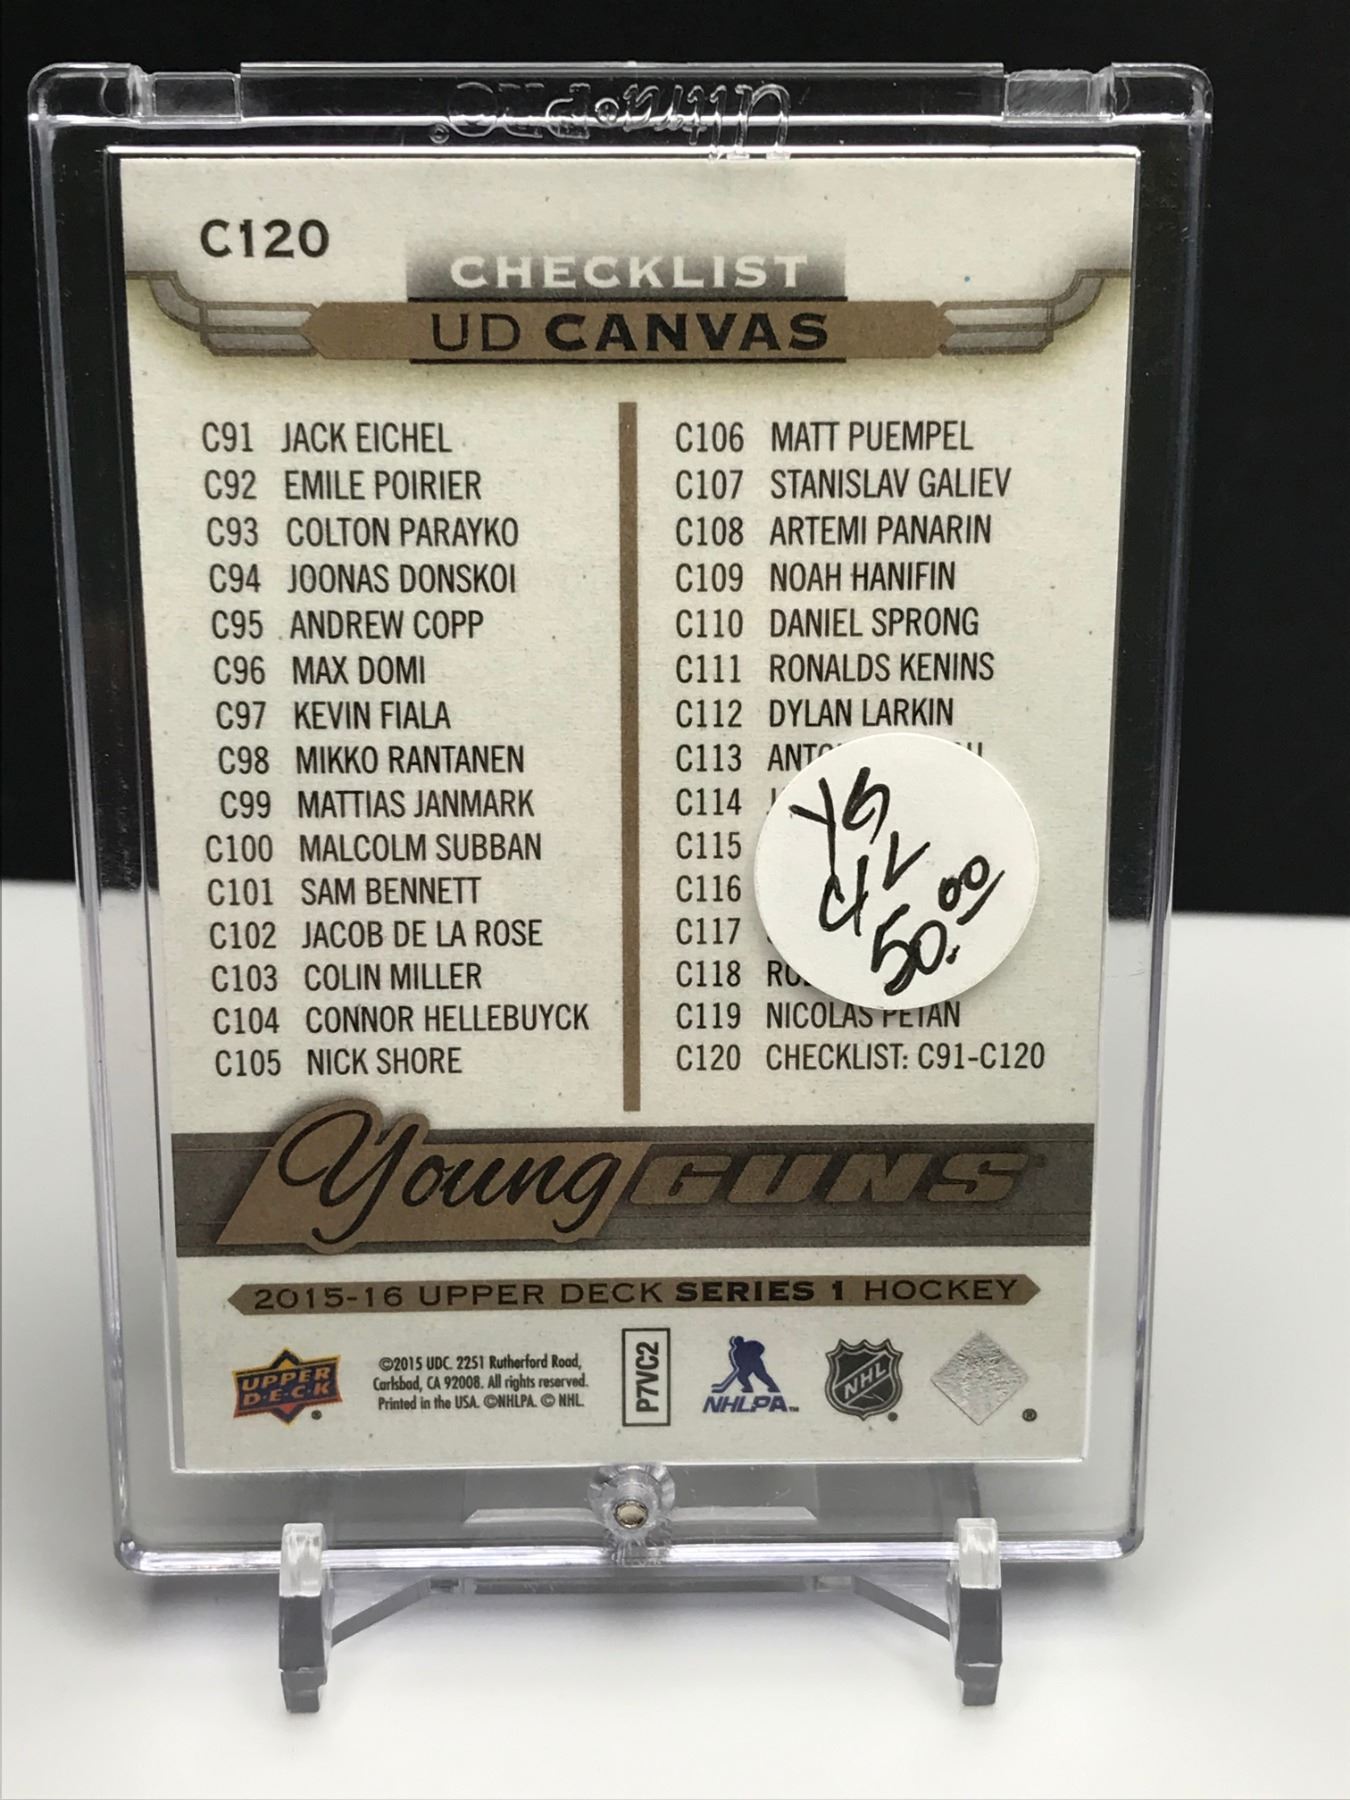 Ultra•PRO®
C120
CHECKLIST
UD CANVAS
C91 JACK EICHEL
C92 EMILE POIRIER
C93 COLTON PARAYKO
C94 JOONAS DONSKOI
C95 ANDREW COPP
C96 MAX DOMI
C97 KEVIN FIALA
C98 MIKKO RANTANEN
C99 MATTIAS JANMARK
C100 MALCOLM SUBBAN
C101 SAM BENNETT
C102 JACOB DE LA ROSE
C103 COLIN MILLER
C104 CONNOR HELLEBUYCK
C105 NICK SHORE
C106 MATT PUEMPEL
C107 STANISLAV GALIEV
C108 ARTEMI PANARIN
C109 NOAH HANIFIN
C110 DANIEL SPRONG
C111 RONALDS KENINS
C112 DYLAN LARKIN
C113
C114
C115
C116
C117
C118
C119 NICOLAS PETAN
C120 CHECKLIST: C91-C120
YG
C/L
50.00
Young GUNS
2015-16 UPPER DECK SERIES 1 HOCKEY
UPPER DECK
©2015 UDC. 2251 Rutherford Road,
Carlsbad, CA 92008. All rights reserved.
Printed in the USA. ©NHLPA. © NHL.
P7VC2
NHLPA™
NHL
®